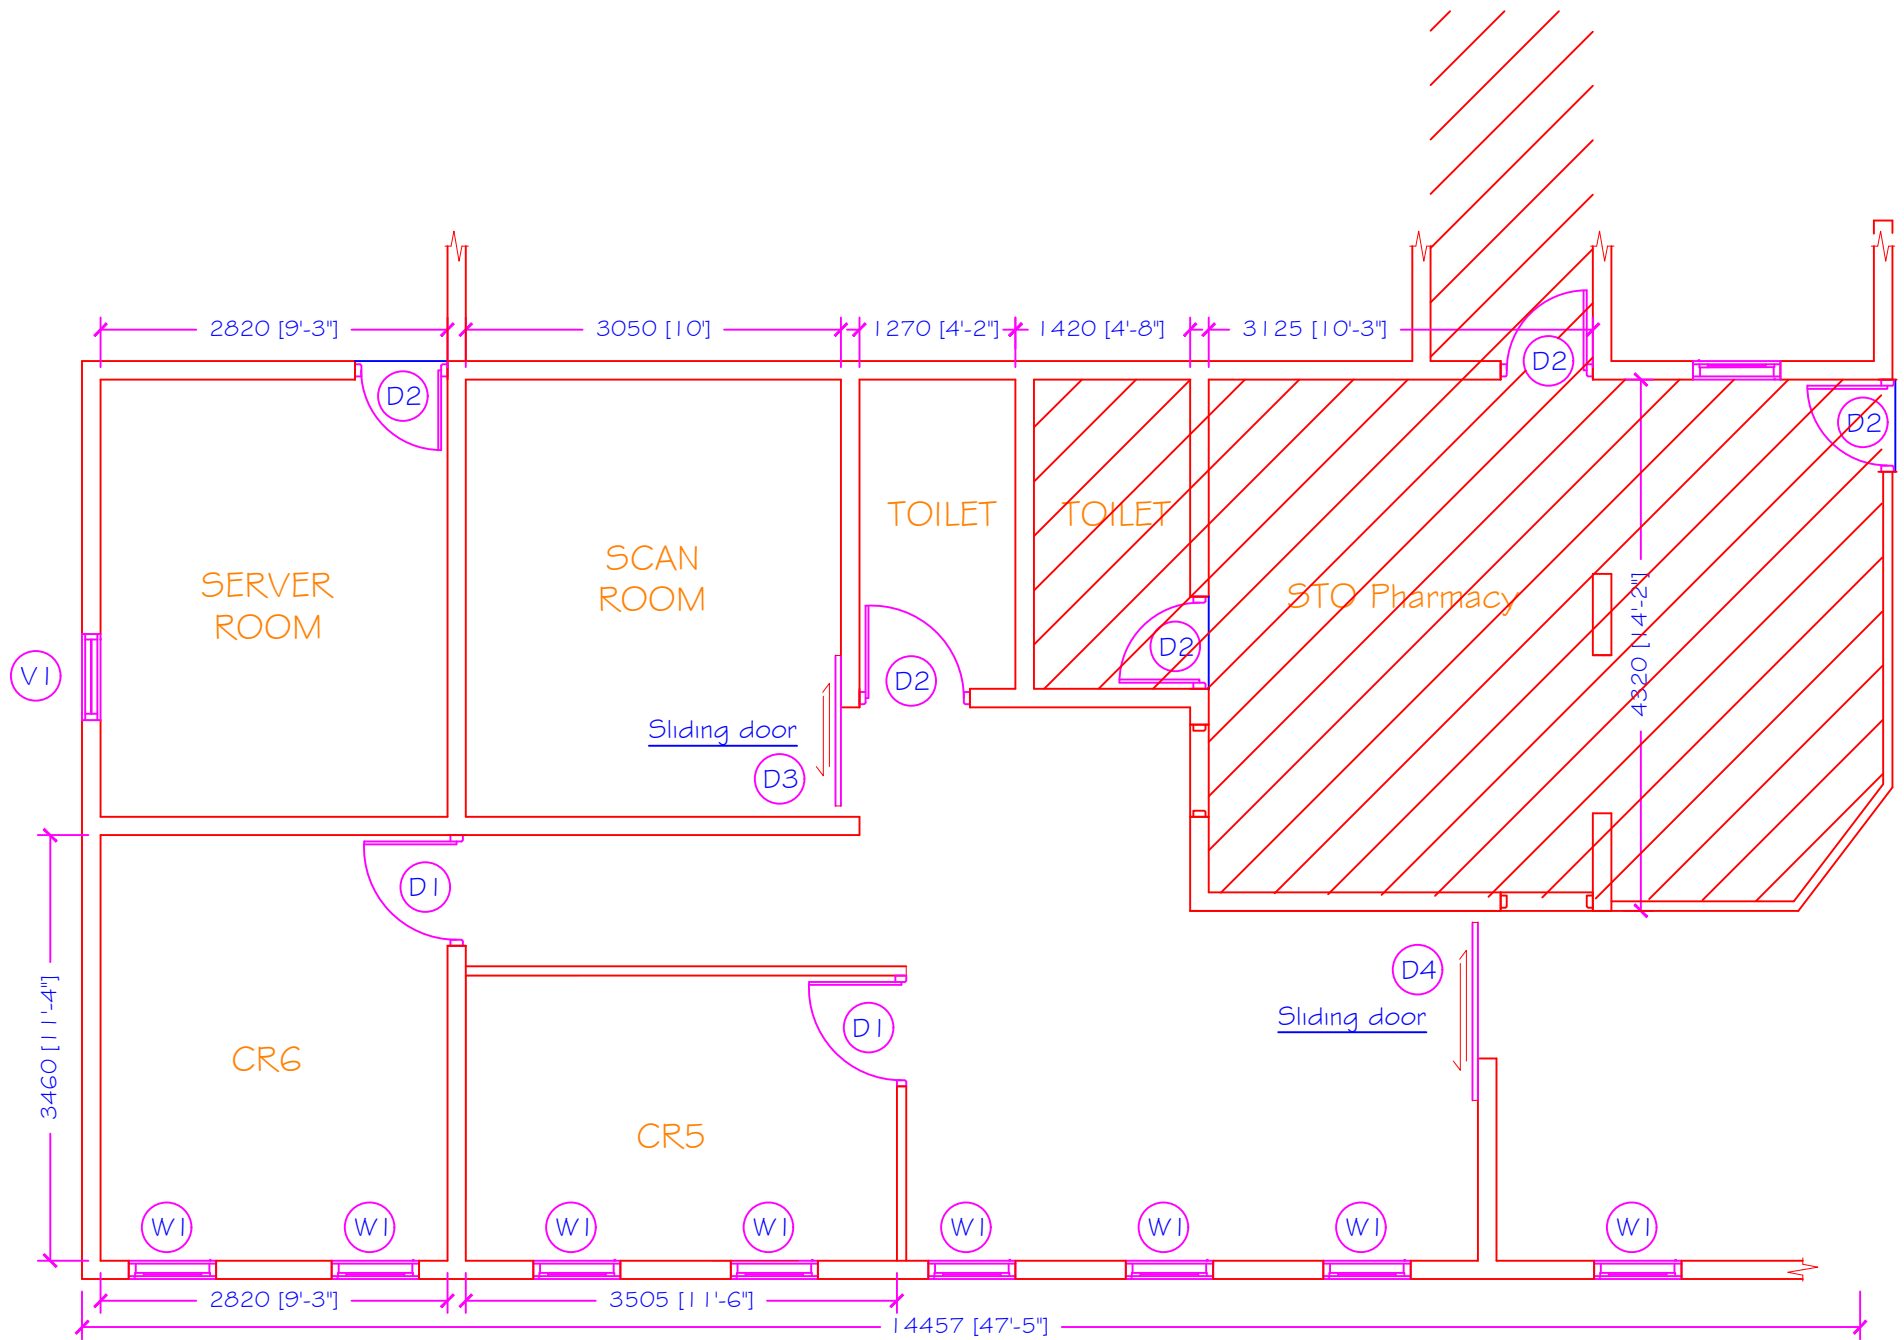 2820 [9'-3"]
3050 [10']
1270 [4'-2"]
1420 [4'-8"]
3125 [10'-3"]
D2
D2
D2
TOILET
TOILET
SCAN
ROOM
SERVER
ROOM
STO Pharmacy
4320 [14'-2"]
V1
D2
D2
Sliding door
D3
D1
D4
Sliding door
D1
3460 [11'-4"]
CR6
CR5
W1
W1
W1
W1
W1
W1
W1
W1
2820 [9'-3"]
3505 [11'-6"]
14457 [47'-5"]